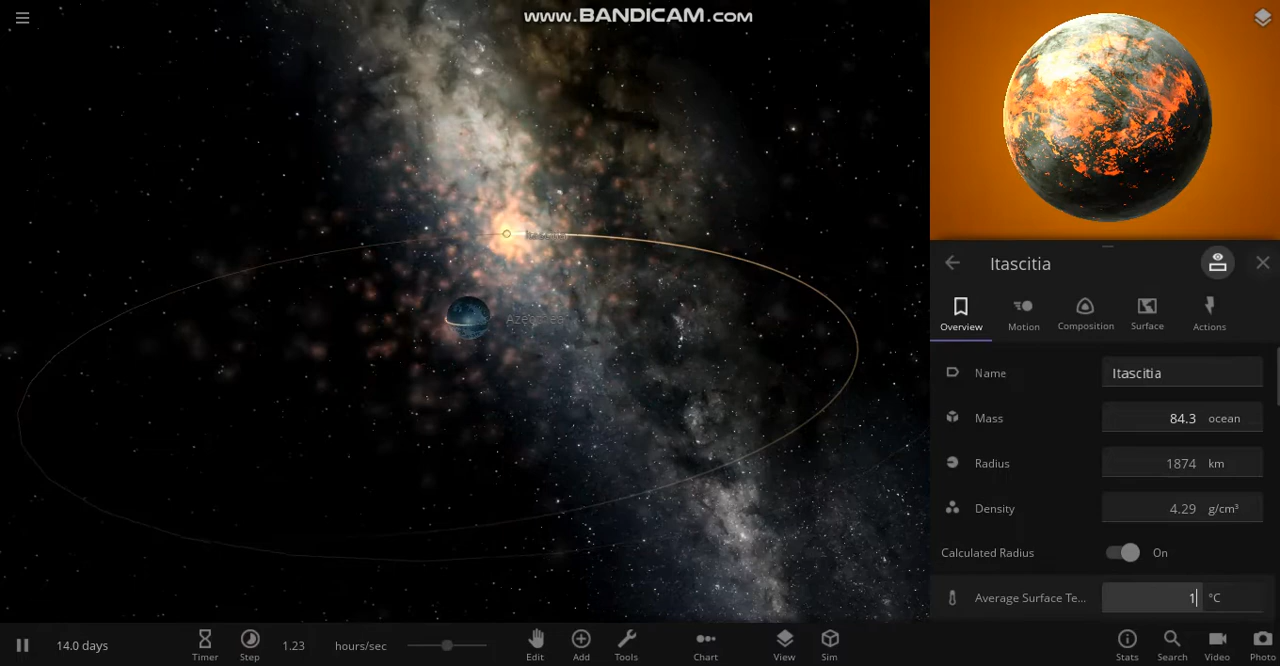 www.BANDICAM.com
Itascitia
Overview
Motion
Composition
Surface
Actions
Name Itascitia
Mass 84.3 ocean
Radius 1874 km
Density 4.29 g/cm³
Calculated Radius On
Average Surface Te... 1 °C
14.0 days
Timer
Step
1.23 hours/sec
Edit
Add
Tools
Chart
View
Sim
Stats
Search
Video
Photo